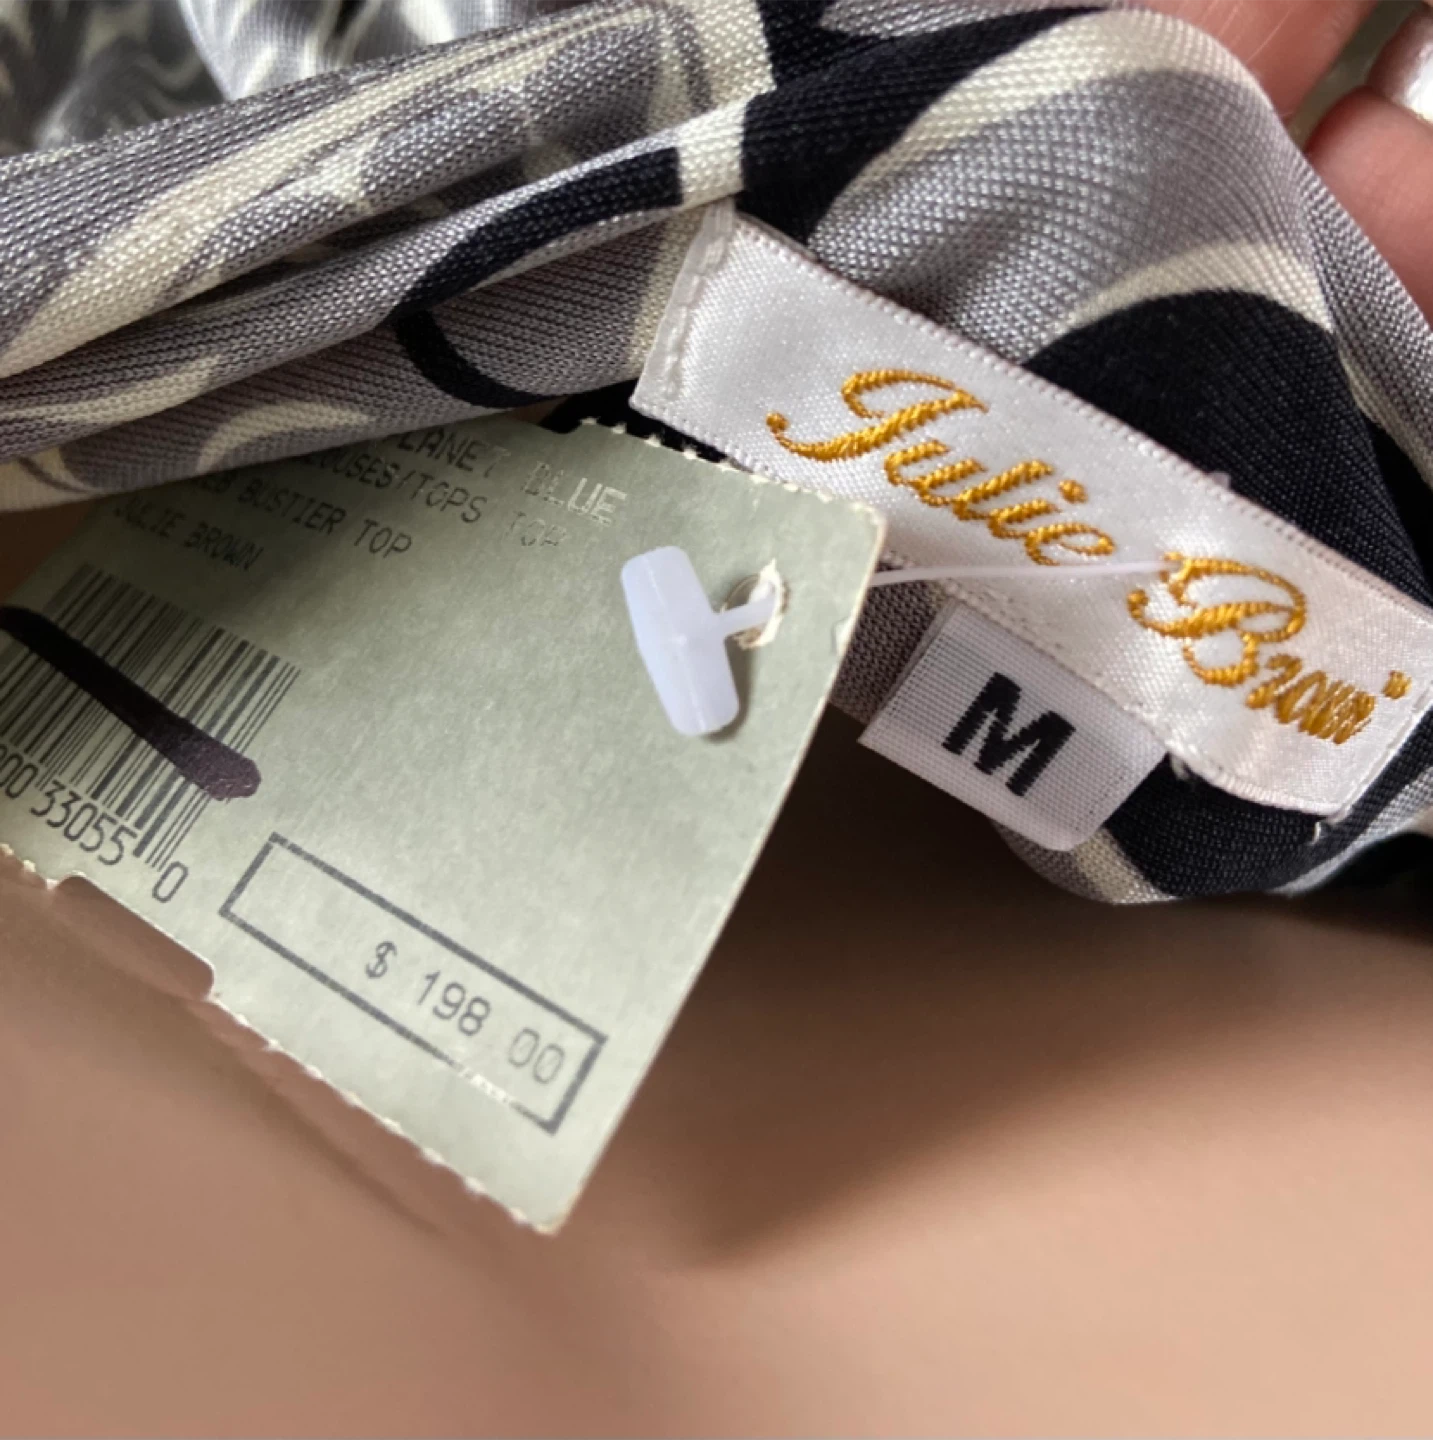 PLANET BLUE
BLOUSES/TOPS TOP
BUSTIER TOP
JULIE BROWN
33055
0
$ 198 00
Julie Brown
M